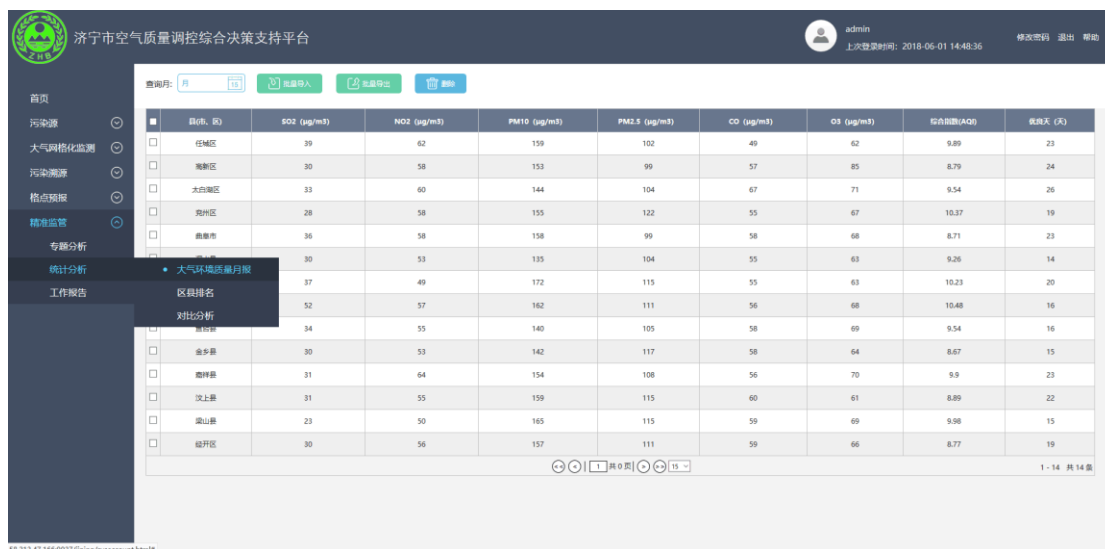 ZHB
济宁市空气质量调控综合决策支持平台
admin
上次登录时间: 2018-06-01 14:48:36
修改密码 退出 帮助
首页
污染源
大气网格化监测
污染溯源
格点预报
精准监管
专题分析
统计分析
工作报告
大气环境质量月报
区县排名
对比分析
查询月: 月 15 批量导入 批量导出 删除
县(市、区) SO2 (μg/m3) NO2 (μg/m3) PM10 (μg/m3) PM2.5 (μg/m3) CO (μg/m3) O3 (μg/m3) 综合指数(AQI) 优良天 (天)
任城区 39 62 159 102 49 62 9.89 23
高新区 30 58 153 99 57 85 8.79 24
太白湖区 33 60 144 104 67 71 9.54 26
兖州区 28 58 155 122 55 67 10.37 19
曲阜市 36 58 158 99 58 68 8.71 23
30 53 135 104 55 63 9.26 14
37 49 172 115 55 63 10.23 20
52 57 162 111 56 68 10.48 16
34 55 140 105 58 69 9.54 16
金乡县 30 53 142 117 58 64 8.67 15
嘉祥县 31 64 154 108 56 70 9.9 23
汶上县 31 55 159 115 60 61 8.89 22
梁山县 23 50 165 115 59 69 9.98 15
经开区 30 56 157 111 59 66 8.77 19
1 共 0 页 15
1 - 14 共 14 条